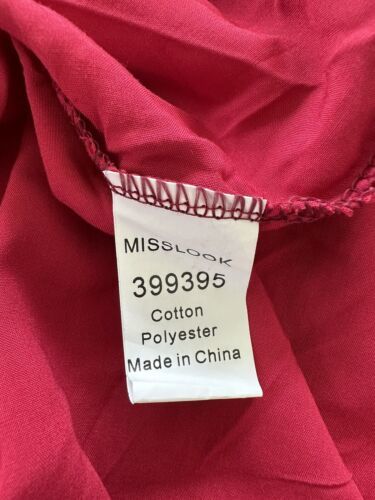 MISSLOOK
399395
Cotton
Polyester
Made in China